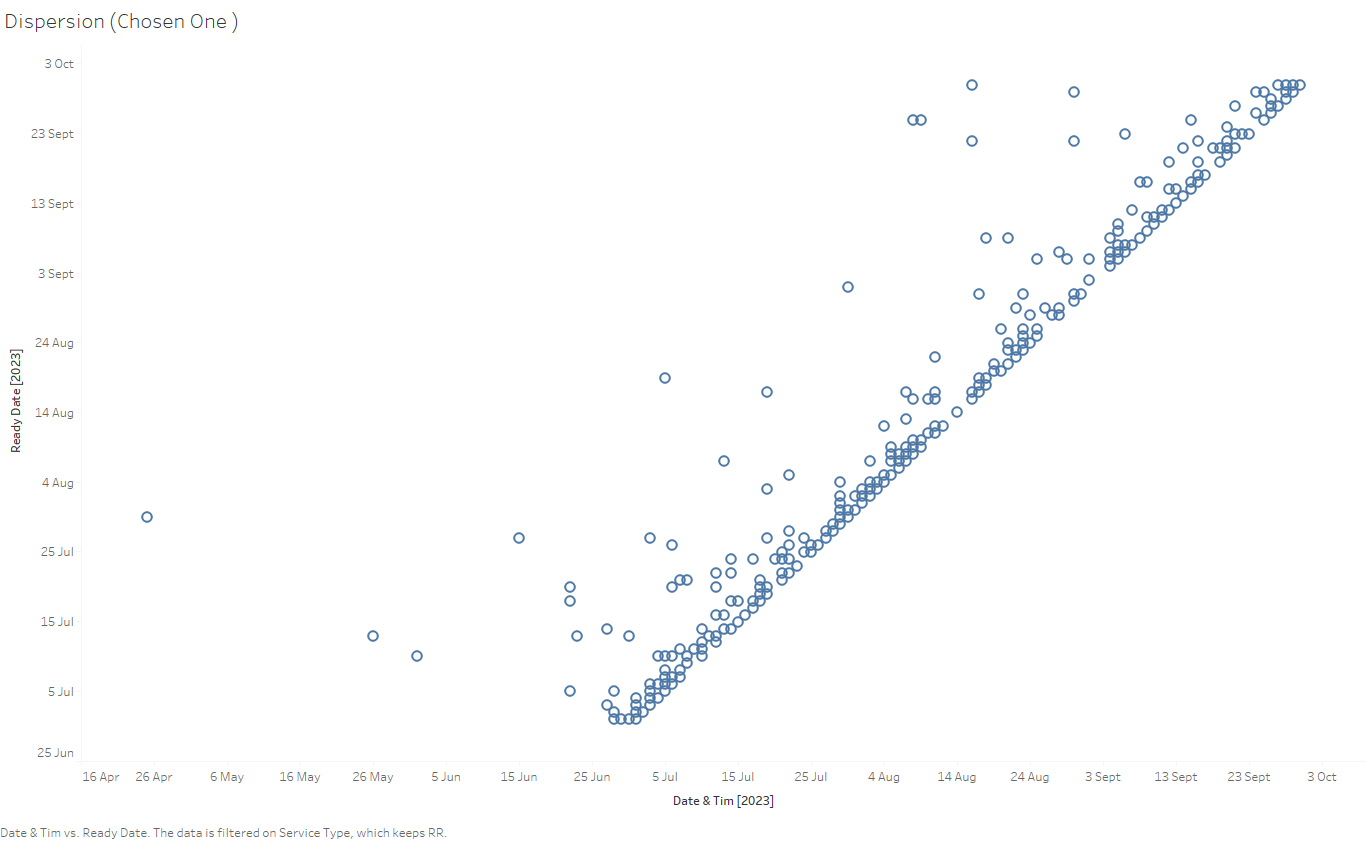 Dispersion (Chosen One )
3 Oct
23 Sept
13 Sept
3 Sept
24 Aug
14 Aug
4 Aug
25 Jul
15 Jul
5 Jul
25 Jun
Ready Date [2023]
16 Apr 26 Apr 6 May 16 May 26 May 5 Jun 15 Jun 25 Jun 5 Jul 15 Jul 25 Jul 4 Aug 14 Aug 24 Aug 3 Sept 13 Sept 23 Sept 3 Oct
Date & Tim [2023]
Date & Tim vs. Ready Date. The data is filtered on Service Type, which keeps RR.